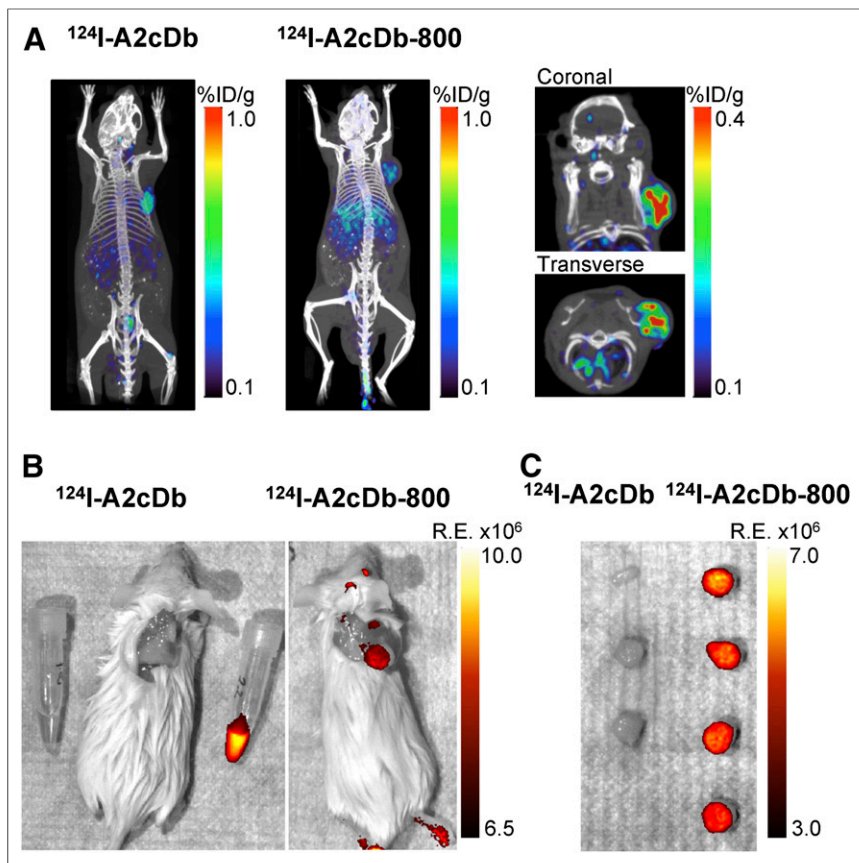 A
¹²⁴I-A2cDb
¹²⁴I-A2cDb-800
%ID/g
1.0
0.1
%ID/g
1.0
0.1
Coronal
Transverse
%ID/g
0.4
0.1
B
¹²⁴I-A2cDb
¹²⁴I-A2cDb-800
R.E. x10⁶
10.0
6.5
C
¹²⁴I-A2cDb ¹²⁴I-A2cDb-800
R.E. x10⁶
7.0
3.0